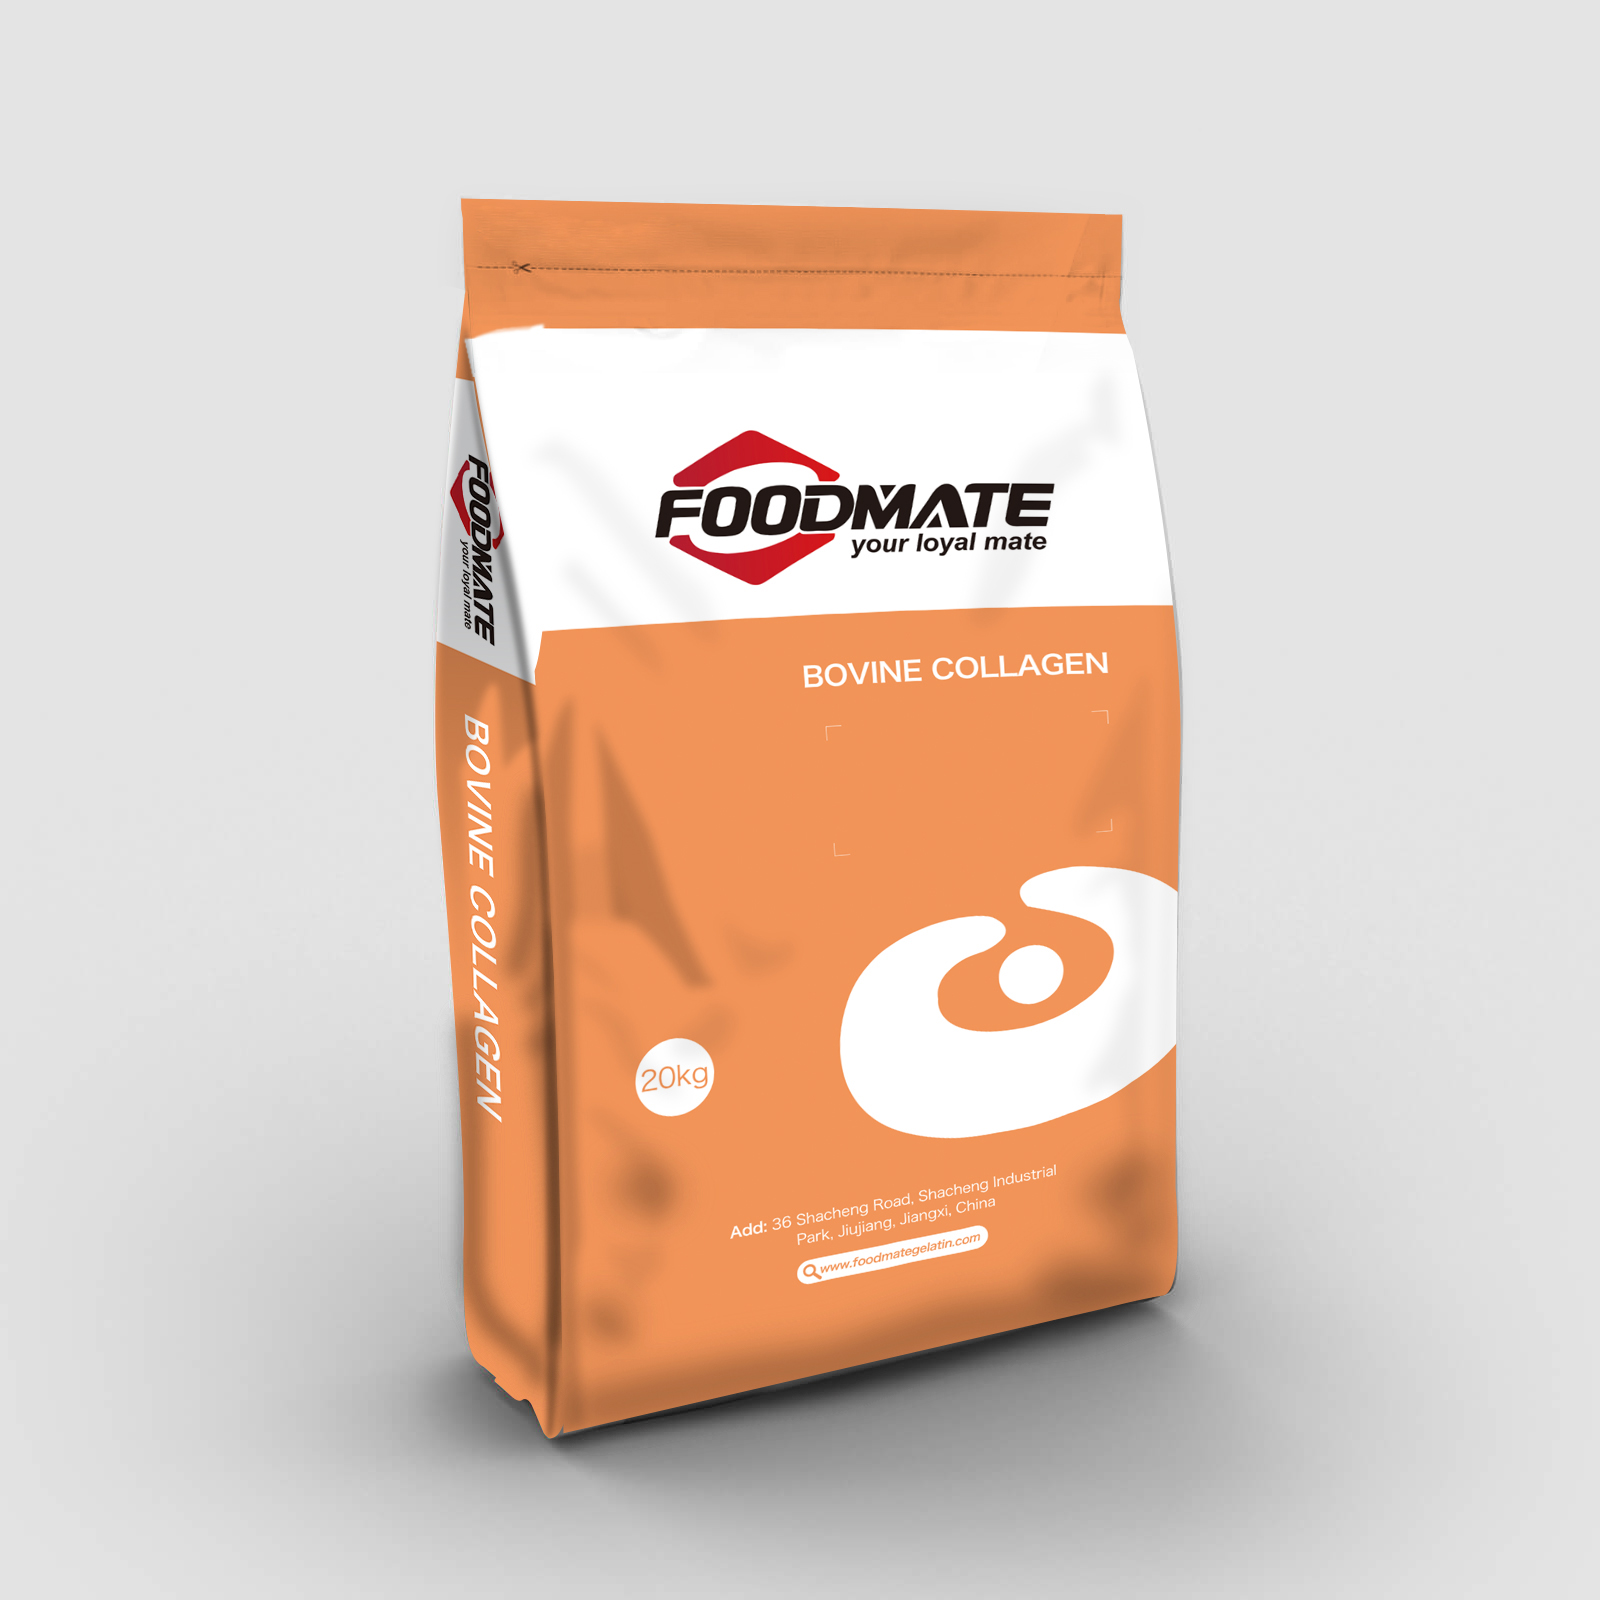 FOODMATE
your loyal mate
BOVINE COLLAGEN
20kg
Add: 36 Shacheng Road, Shacheng Industrial
Park, Jiujiang, Jiangxi, China
www.foodmategelatin.com
FOODMATE
your loyal mate
BOVINE COLLAGEN